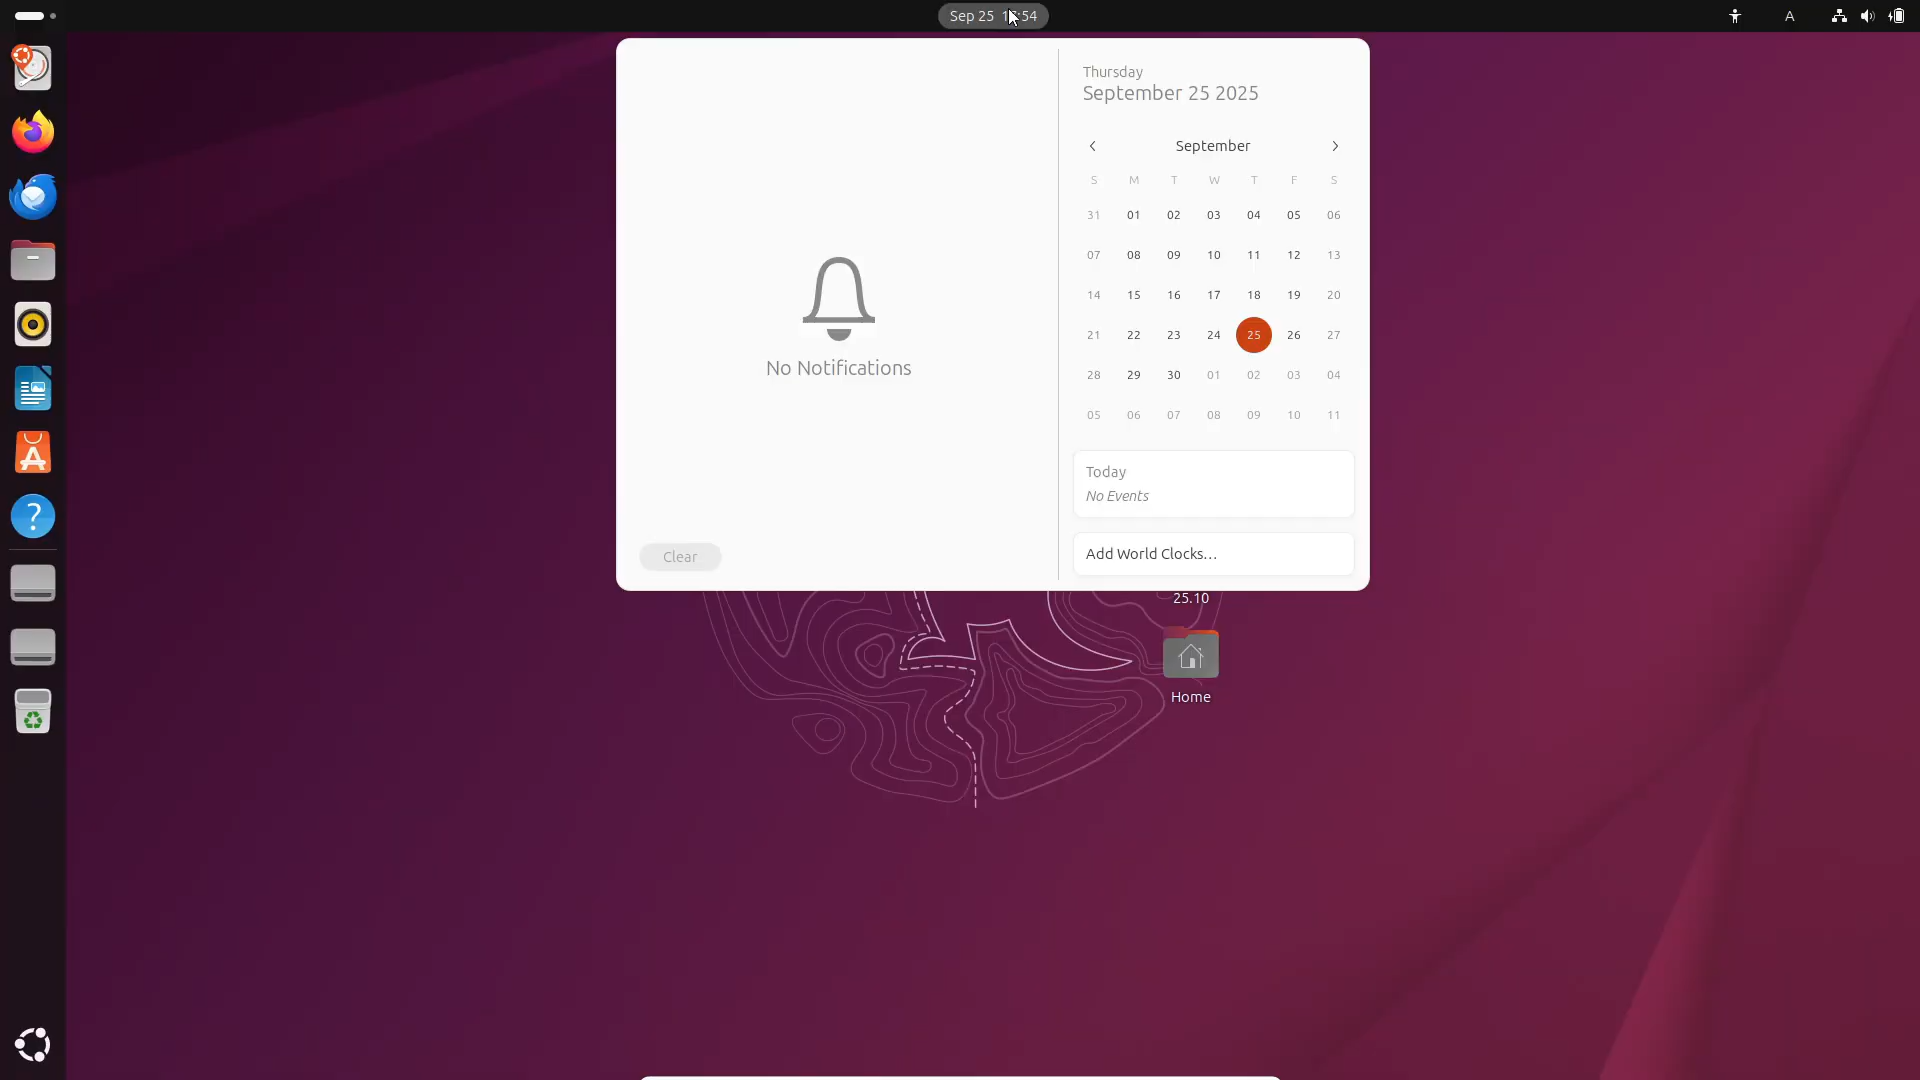 Sep 25
:54
A
Thursday
September 25 2025
September
S M T W T F S
31 01 02 03 04 05 06
07 08 09 10 11 12 13
14 15 16 17 18 19 20
21 22 23 24 25 26 27
28 29 30 01 02 03 04
05 06 07 08 09 10 11
No Notifications
Today
No Events
Clear
Add World Clocks…
25.10
Home